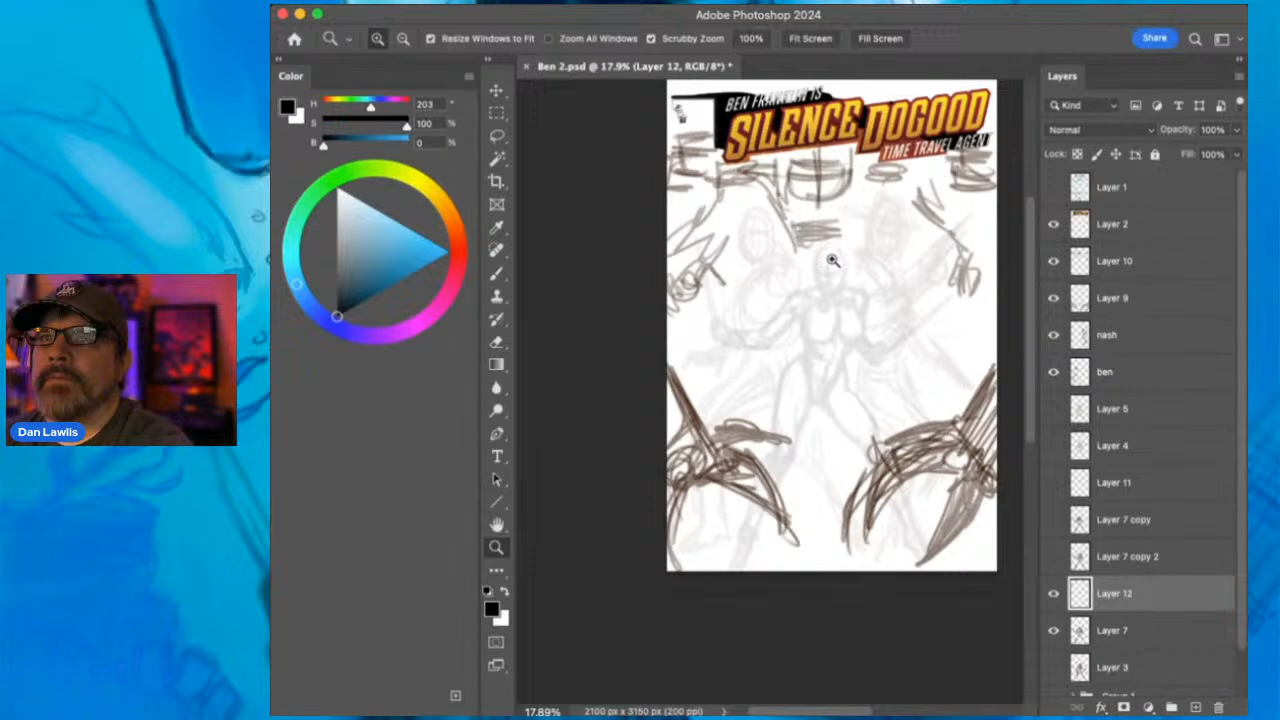 Adobe Photoshop 2024
Resize Windows to Fit
Zoom All Windows
Scrubby Zoom
100%
Fit Screen
Fill Screen
Share
Color
× Ben 2.psd @ 17.9% (Layer 12, RGB/8*) *
Layers
H 203 °
S 100 %
B 0 %
Kind
Normal
Opacity: 100%
Lock:
Fill: 100%
BEN FRANKLIN IS
SILENCE DOGOOD
TIME TRAVEL AGENT
Layer 1
Layer 2
Layer 10
Layer 9
nash
ben
Layer 5
Layer 4
Layer 11
Layer 7 copy
Layer 7 copy 2
Layer 12
Layer 7
Layer 3
Group 1
Dan Lawlis
17.89%
2100 px x 3150 px (200 ppi)